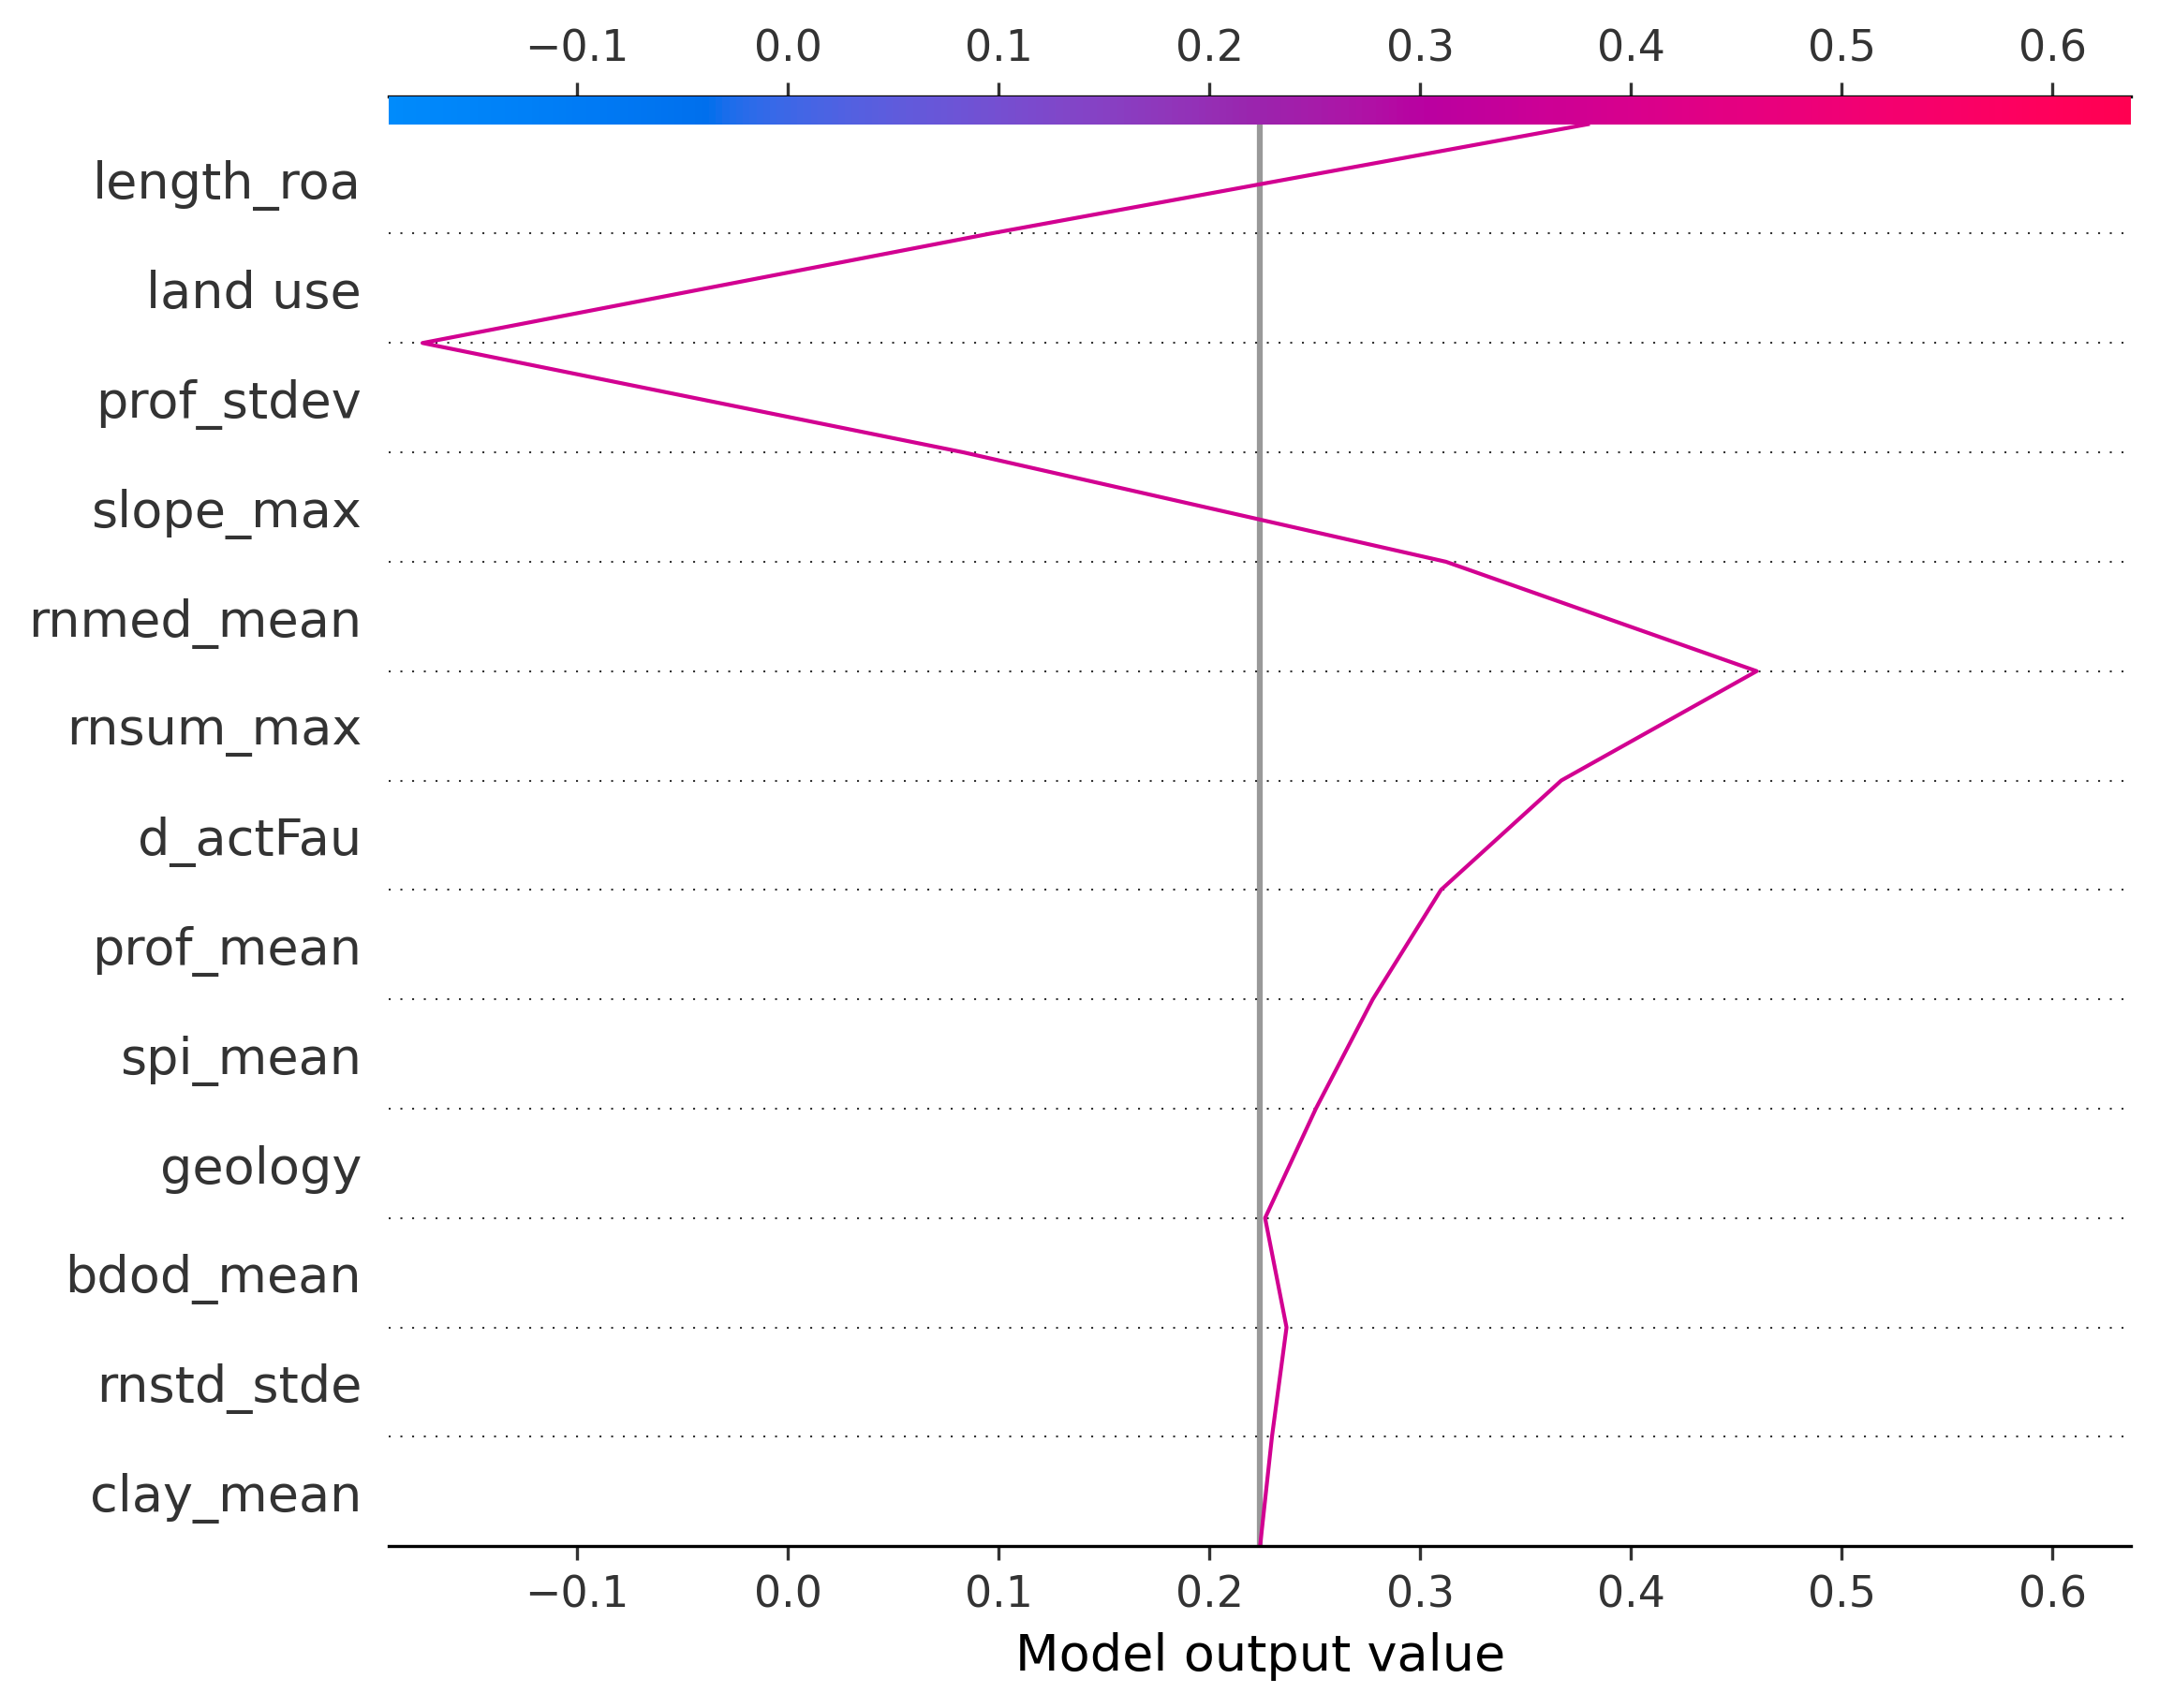 −0.1 0.0 0.1 0.2 0.3 0.4 0.5 0.6
length_roa
land use
prof_stdev
slope_max
rnmed_mean
rnsum_max
d_actFau
prof_mean
spi_mean
geology
bdod_mean
rnstd_stde
clay_mean
−0.1 0.0 0.1 0.2 0.3 0.4 0.5 0.6
Model output value